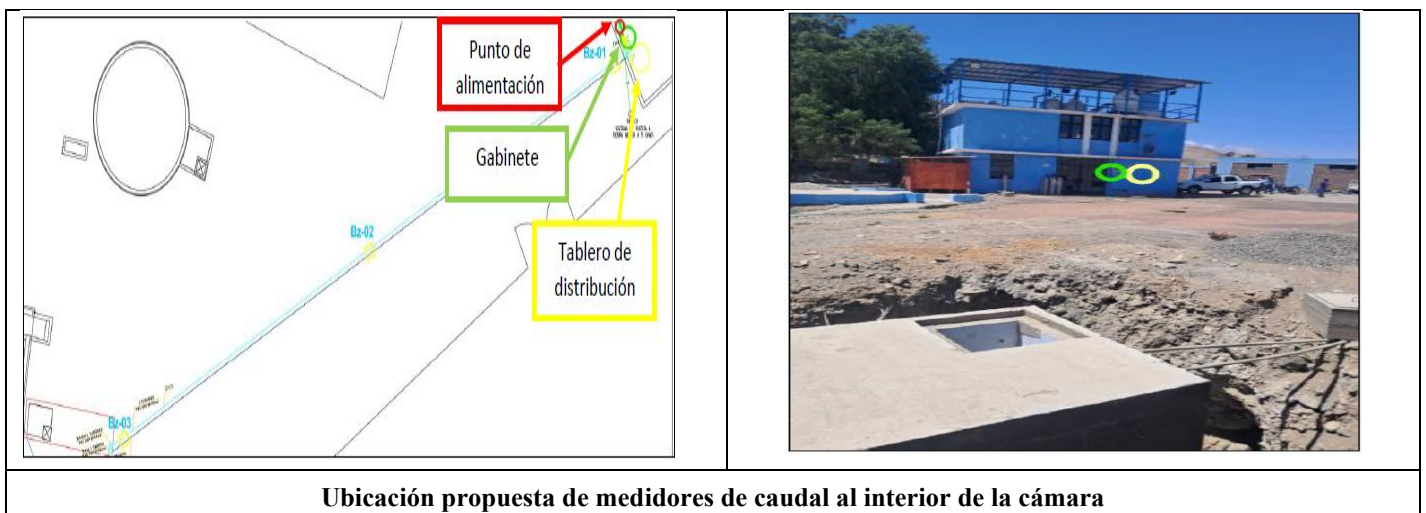 Punto de
alimentación
Bz-01
Gabinete
Bz-02
Tablero de
distribución
Bz-03
Ubicación propuesta de medidores de caudal al interior de la cámara